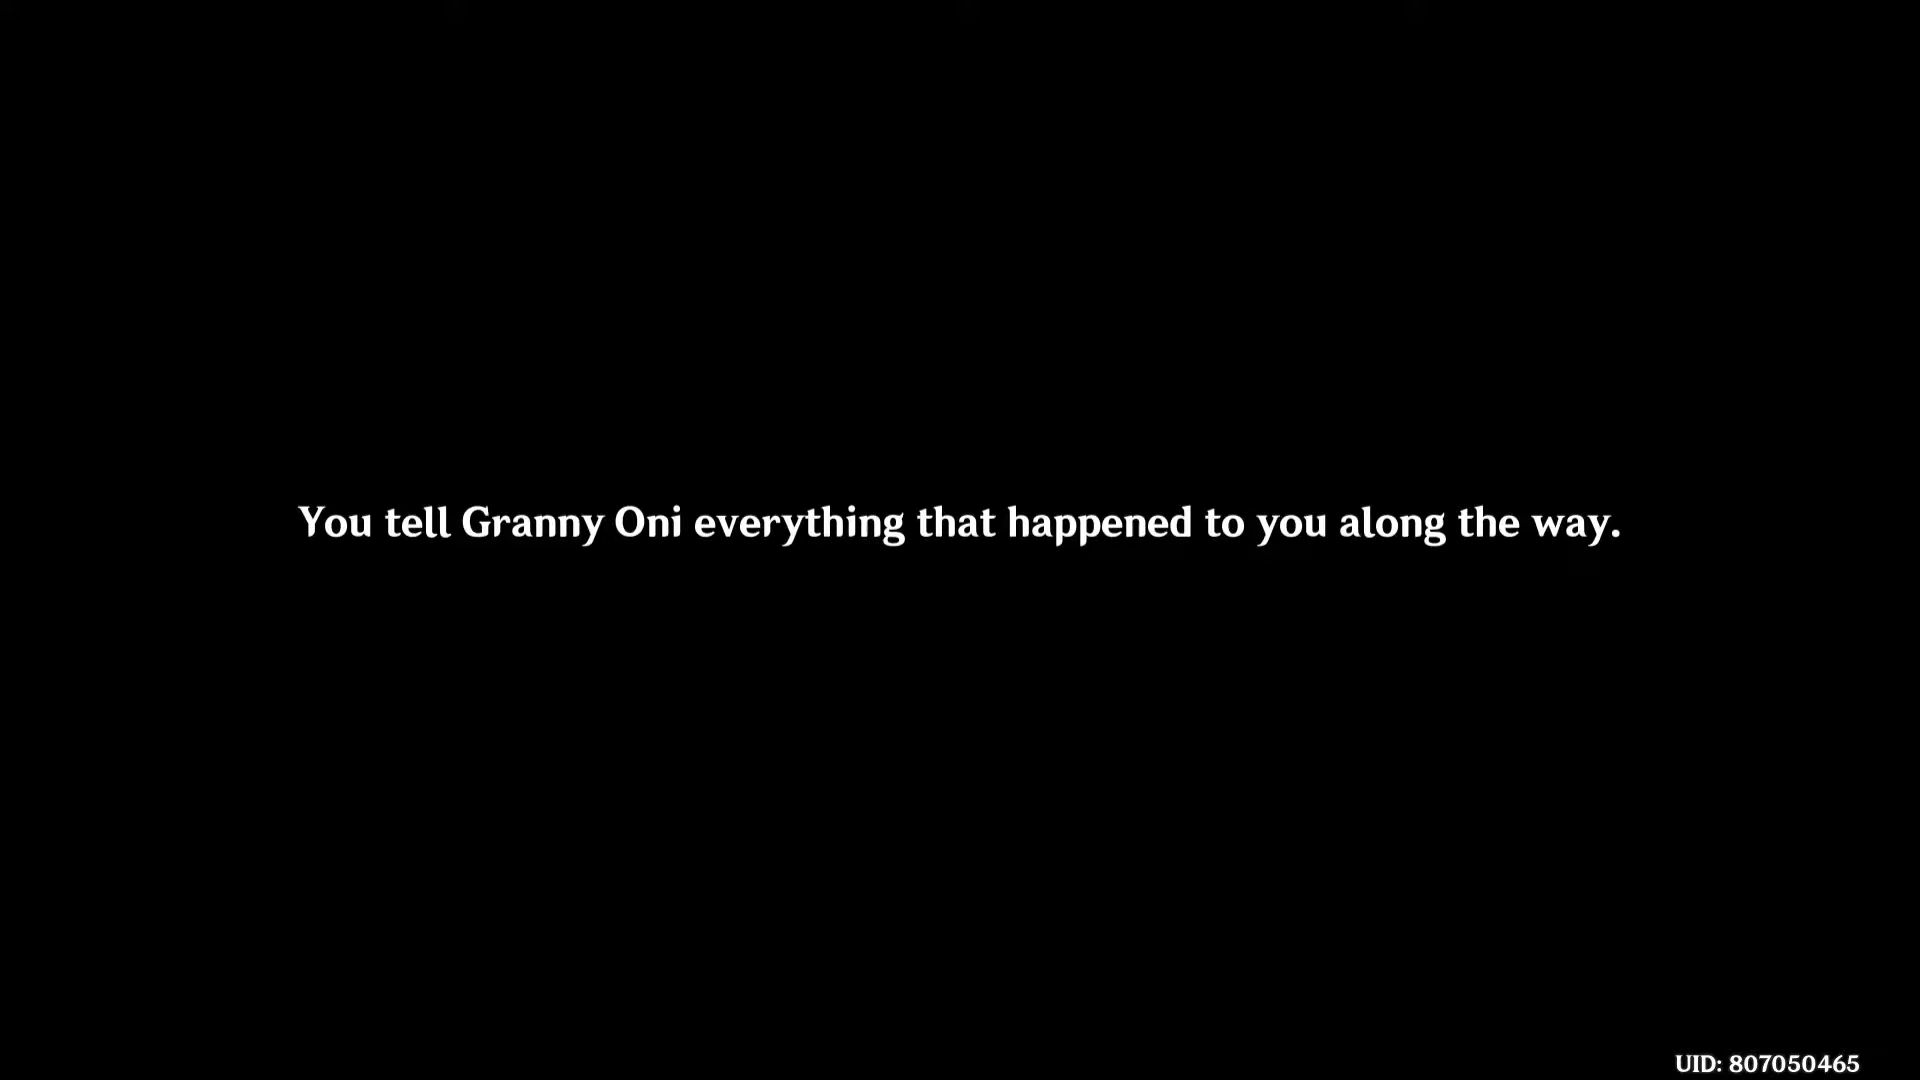 You tell Granny Oni everything that happened to you along the way.
UID: 807050465